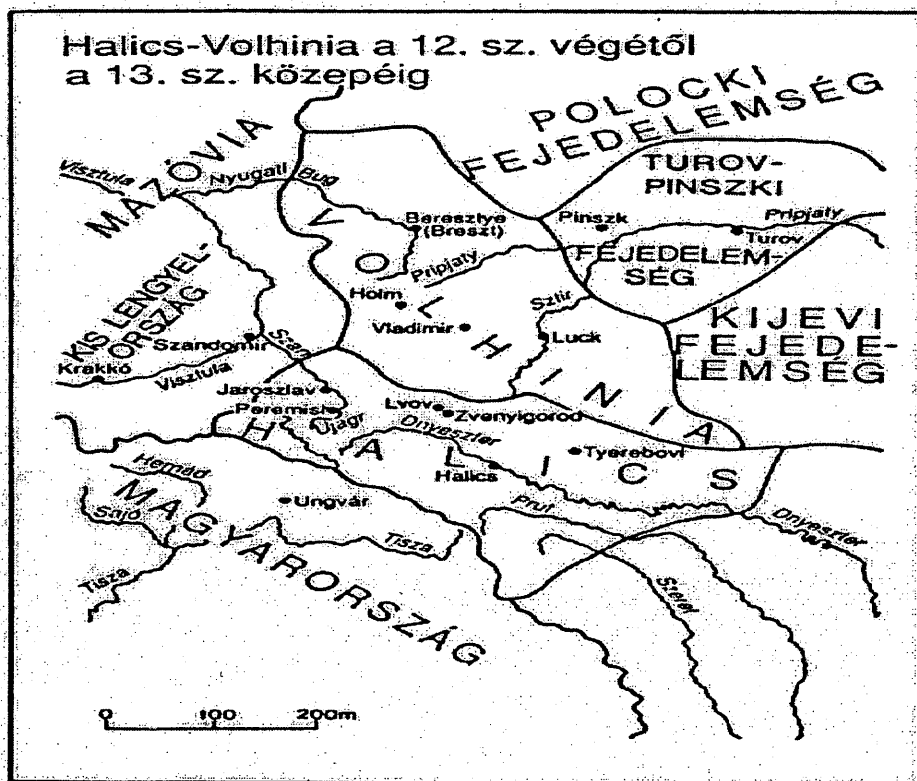 Halics-Volhinia a 12. sz. végétől
a 13. sz. közepéig
POLOCKI
FEJEDELEMSÉG
MAZÓVIA
TUROV-
PINSZKI
FEJEDELEM-
SÉG
Visztula
Nyugati Bug
Beresztye
(Breszt)
Pinszk
Pripjaty
Turov
Pripjaty
VOLHINIA
Holm
Vladimir
Sztir
Luck
KIJEVI
FEJEDE-
LEMSÉG
KIS LENGYEL-
ORSZÁG
Szandomir
Szan
Krakkó
Visztula
Jaroszlav
Peremisl
Lvov
Zvenyigorod
HALICS
Dnyeszter
Halics
Tyerebovl
Hernád
Sajó
Ungvár
MAGYARORSZÁG
Tisza
Tisza
Prut
Szeret
Dnyeszter
0 100 200m